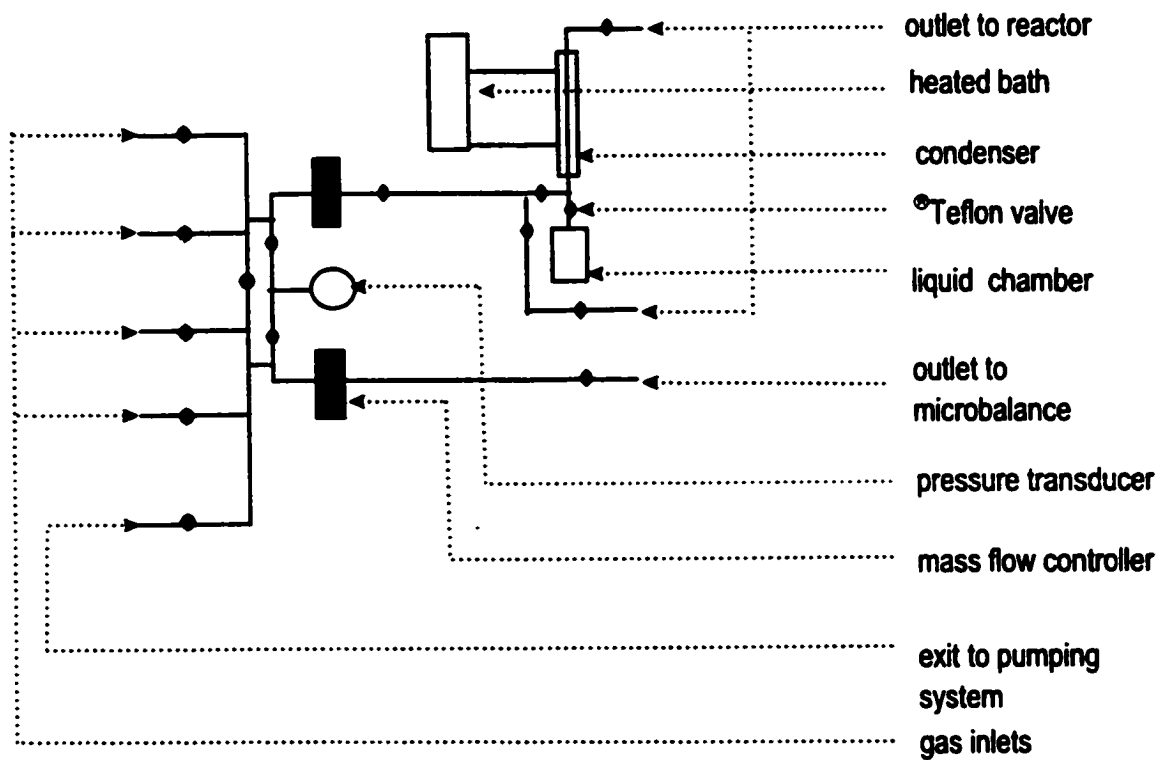 outlet to reactor
heated bath
condenser
®Teflon valve
liquid chamber
outlet to
microbalance
pressure transducer
mass flow controller
exit to pumping
system
gas inlets